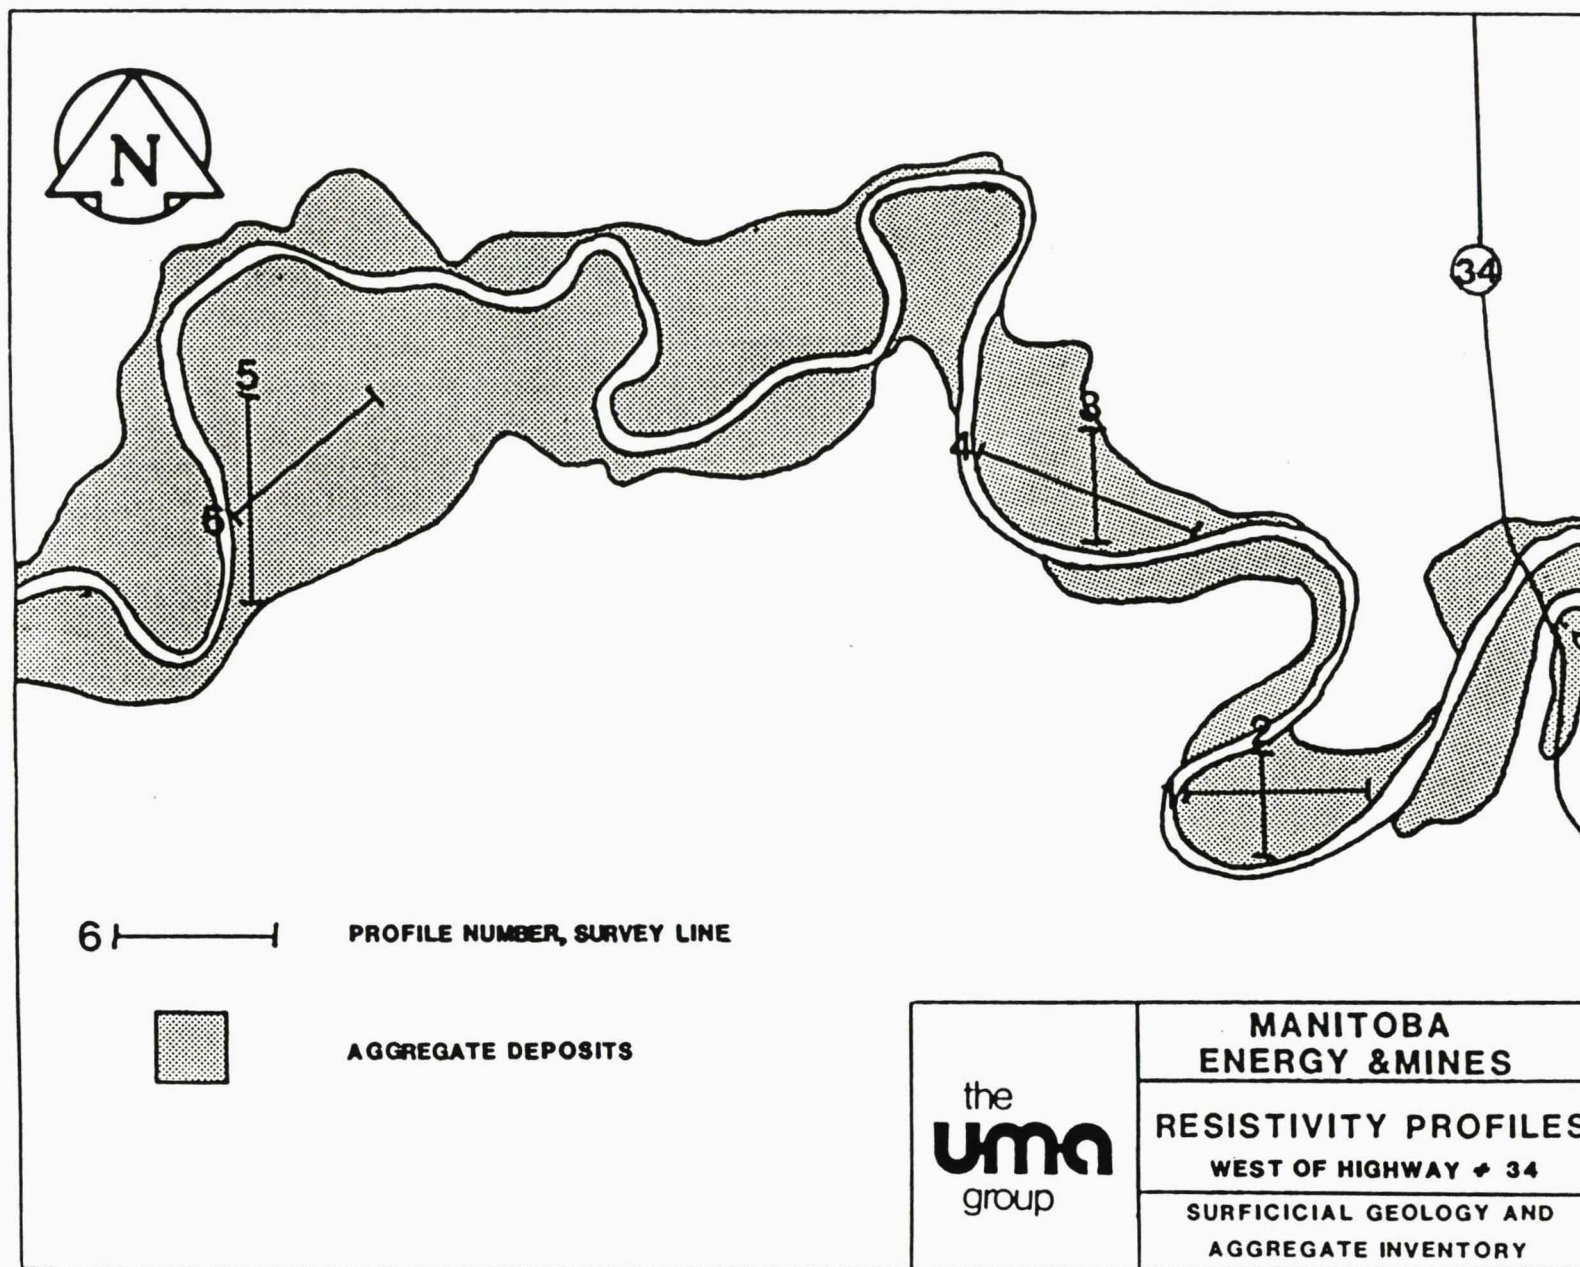 N
34
5
3
4
6
2
1
6 PROFILE NUMBER, SURVEY LINE
AGGREGATE DEPOSITS
the
uma
group
MANITOBA
ENERGY &MINES
RESISTIVITY PROFILES
WEST OF HIGHWAY # 34
SURFICICIAL GEOLOGY AND
AGGREGATE INVENTORY